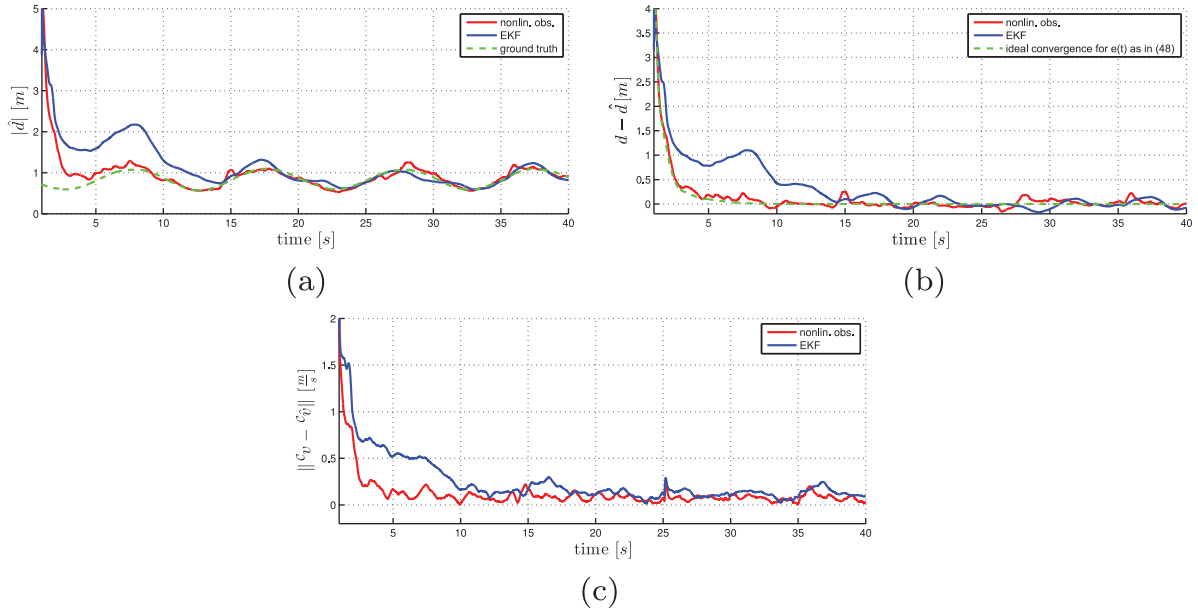 5
4
3
2
1
0
5
10
15
20
25
30
35
40
|d̂| [m]
time [s]
nonlin. obs.
EKF
ground truth
(a)
4
3.5
3
2.5
2
1.5
1
0.5
0
5
10
15
20
25
30
35
40
d − d̂ [m]
time [s]
nonlin. obs.
EKF
ideal convergence for e(t) as in (48)
(b)
2
1.5
1
0.5
0
5
10
15
20
25
30
35
40
||ᶜv − ᶜv̂|| [m/s]
time [s]
nonlin. obs.
EKF
(c)